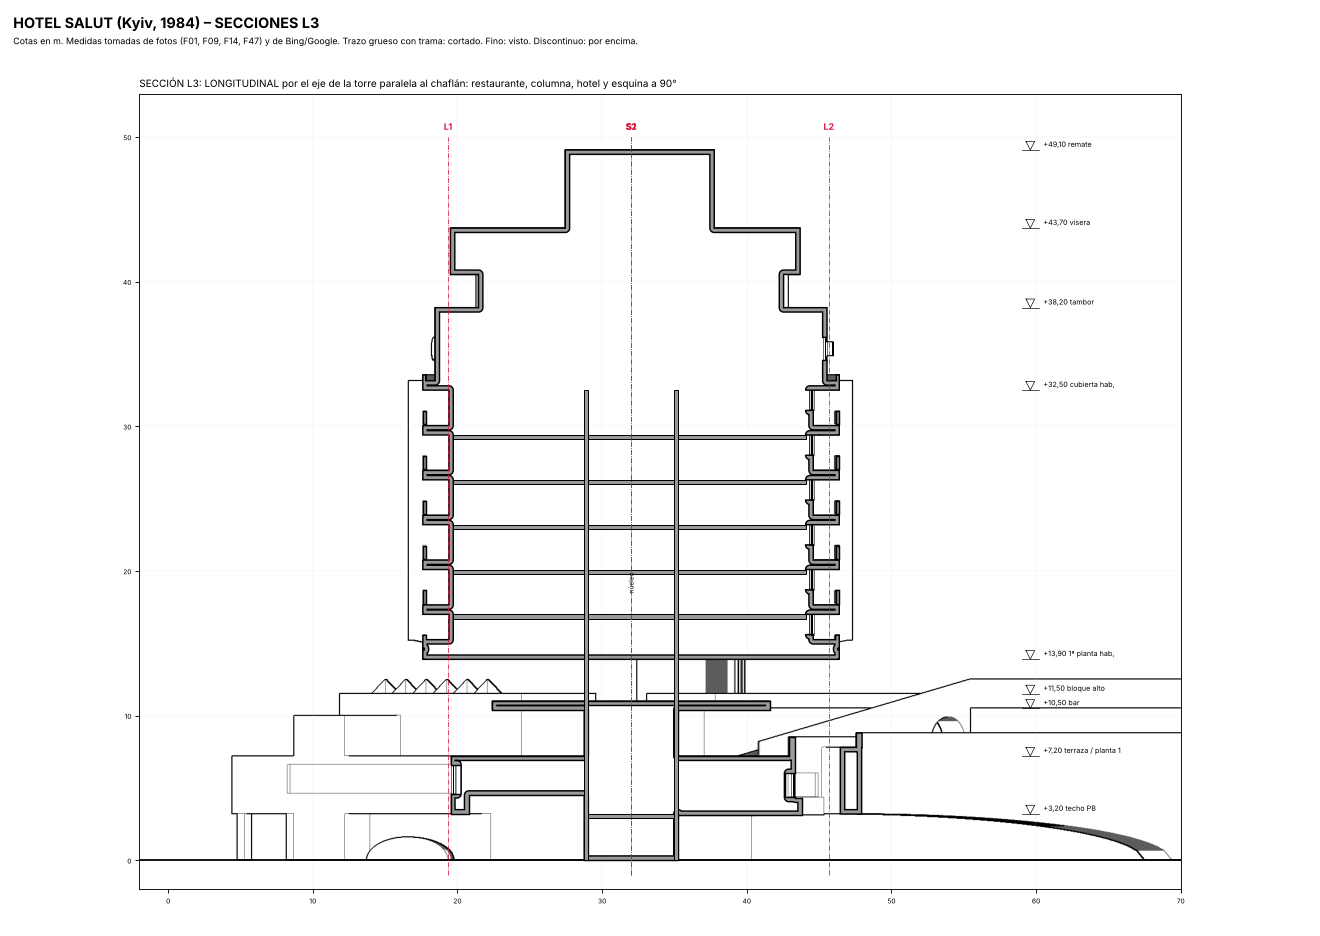 HOTEL SALUT (Kyiv, 1984) – SECCIONES L3
Cotas en m. Medidas tomadas de fotos (F01, F09, F14, F47) y de Bing/Google. Trazo grueso con trama: cortado. Fino: visto. Discontinuo: por encima.
SECCIÓN L3: LONGITUDINAL por el eje de la torre paralela al chaflán: restaurante, columna, hotel y esquina a 90°
L1
L2
50
+49,10 remate
+43,70 visera
40
+38,20 tambor
+32,50 cubierta hab,
30
20
núcleo
+13,90 1ª planta hab,
+11,50 bloque alto
+10,50 bar
10
+7,20 terraza / planta 1
+3,20 techo PB
0
0 10 20 30 40 50 60 70